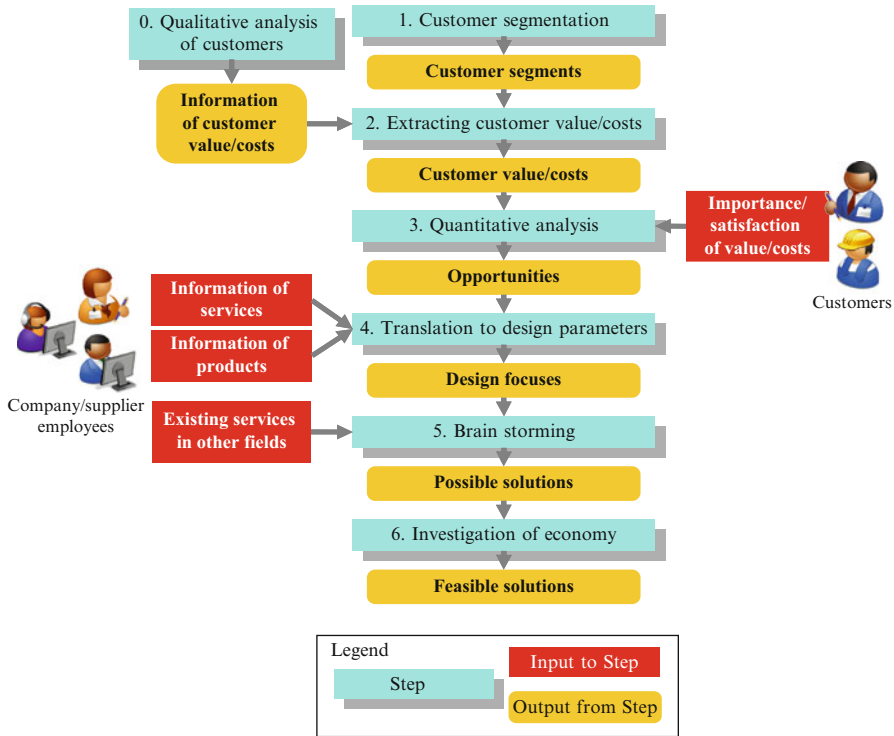 0. Qualitative analysis
of customers
1. Customer segmentation
Customer segments
Information
of customer
value/costs
2. Extracting customer value/costs
Customer value/costs
3. Quantitative analysis
Importance/
satisfaction
of value/costs
Customers
Opportunities
Information of
services
Information of
products
4. Translation to design parameters
Company/supplier
employees
Design focuses
Existing services
in other fields
5. Brain storming
Possible solutions
6. Investigation of economy
Feasible solutions
Legend
Step
Input to Step
Output from Step